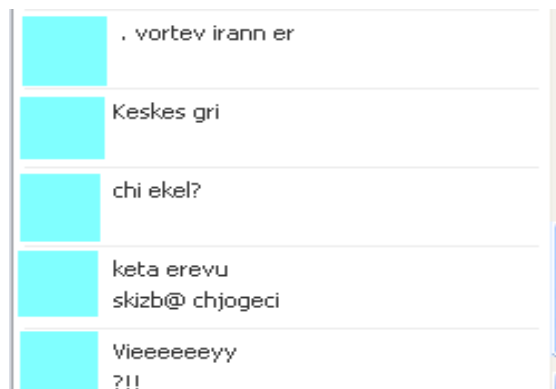 . vortev irann er
Keskes gri
chi ekel?
keta erevu
skizb@ chjogeci
Vieeeeeeyy
?!!